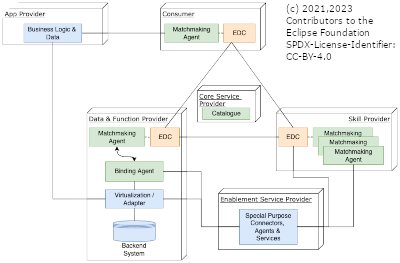 App Provider
Business Logic &
Data
Consumer
Matchmaking
Agent
EDC
(c) 2021,2023
Contributors to the
Eclipse Foundation
SPDX-License-Identifier:
CC-BY-4.0
Core Service
Provider
Catalogue
Data & Function Provider
Matchmaking
Agent
EDC
Binding Agent
Virtualization /
Adapter
Backend
System
Skill Provider
EDC
Matchmaking
Matchmaking
Matchmaking
Agent
Enablement Service Provider
Special Purpose
Connectors,
Agents &
Services